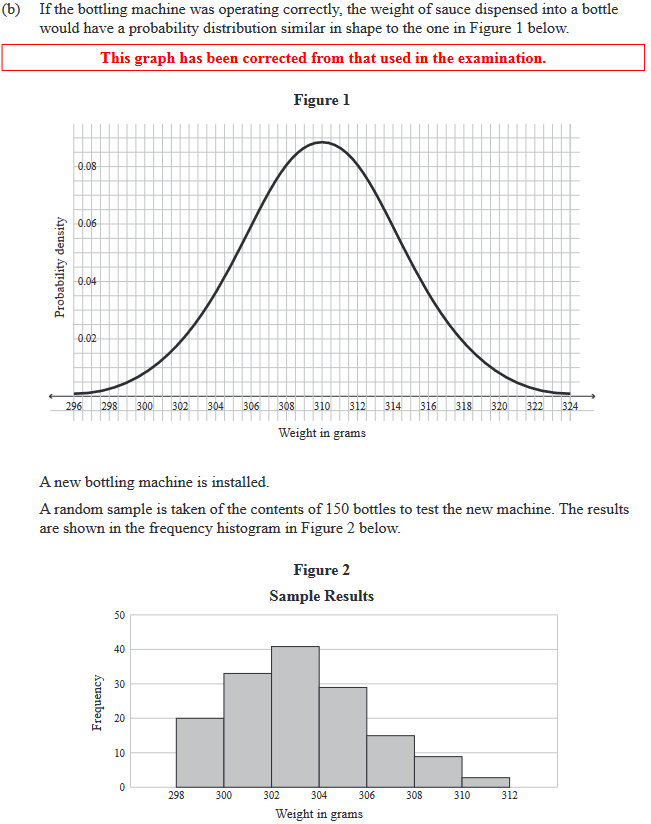 (b) If the bottling machine was operating correctly, the weight of sauce dispensed into a bottle
would have a probability distribution similar in shape to the one in Figure 1 below.
This graph has been corrected from that used in the examination.
Figure 1
Probability density
0.08
0.06
0.04
0.02
296 298 300 302 304 306 308 310 312 314 316 318 320 322 324
Weight in grams
A new bottling machine is installed.
A random sample is taken of the contents of 150 bottles to test the new machine. The results
are shown in the frequency histogram in Figure 2 below.
Figure 2
Sample Results
Frequency
50
40
30
20
10
0
298 300 302 304 306 308 310 312
Weight in grams